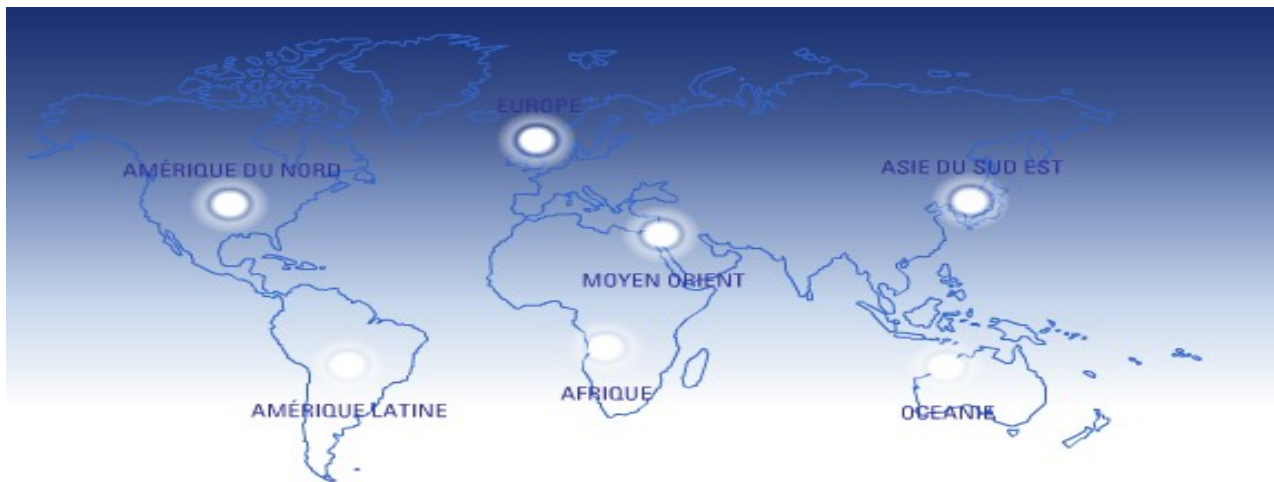 EUROPE
AMÉRIQUE DU NORD
ASIE DU SUD EST
MOYEN ORIENT
AFRIQUE
AMÉRIQUE LATINE
OCEANIE